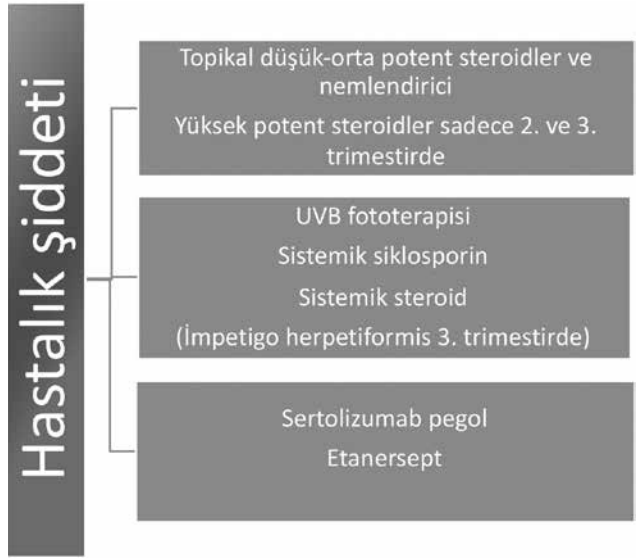 Hastalık şiddeti
Topikal düşük-orta potent steroidler ve
nemlendirici
Yüksek potent steroidler sadece 2. ve 3.
trimestirde
UVB fototerapisi
Sistemik siklosporin
Sistemik steroid
(İmpetigo herpetiformis 3. trimestirde)
Sertolizumab pegol
Etanersept